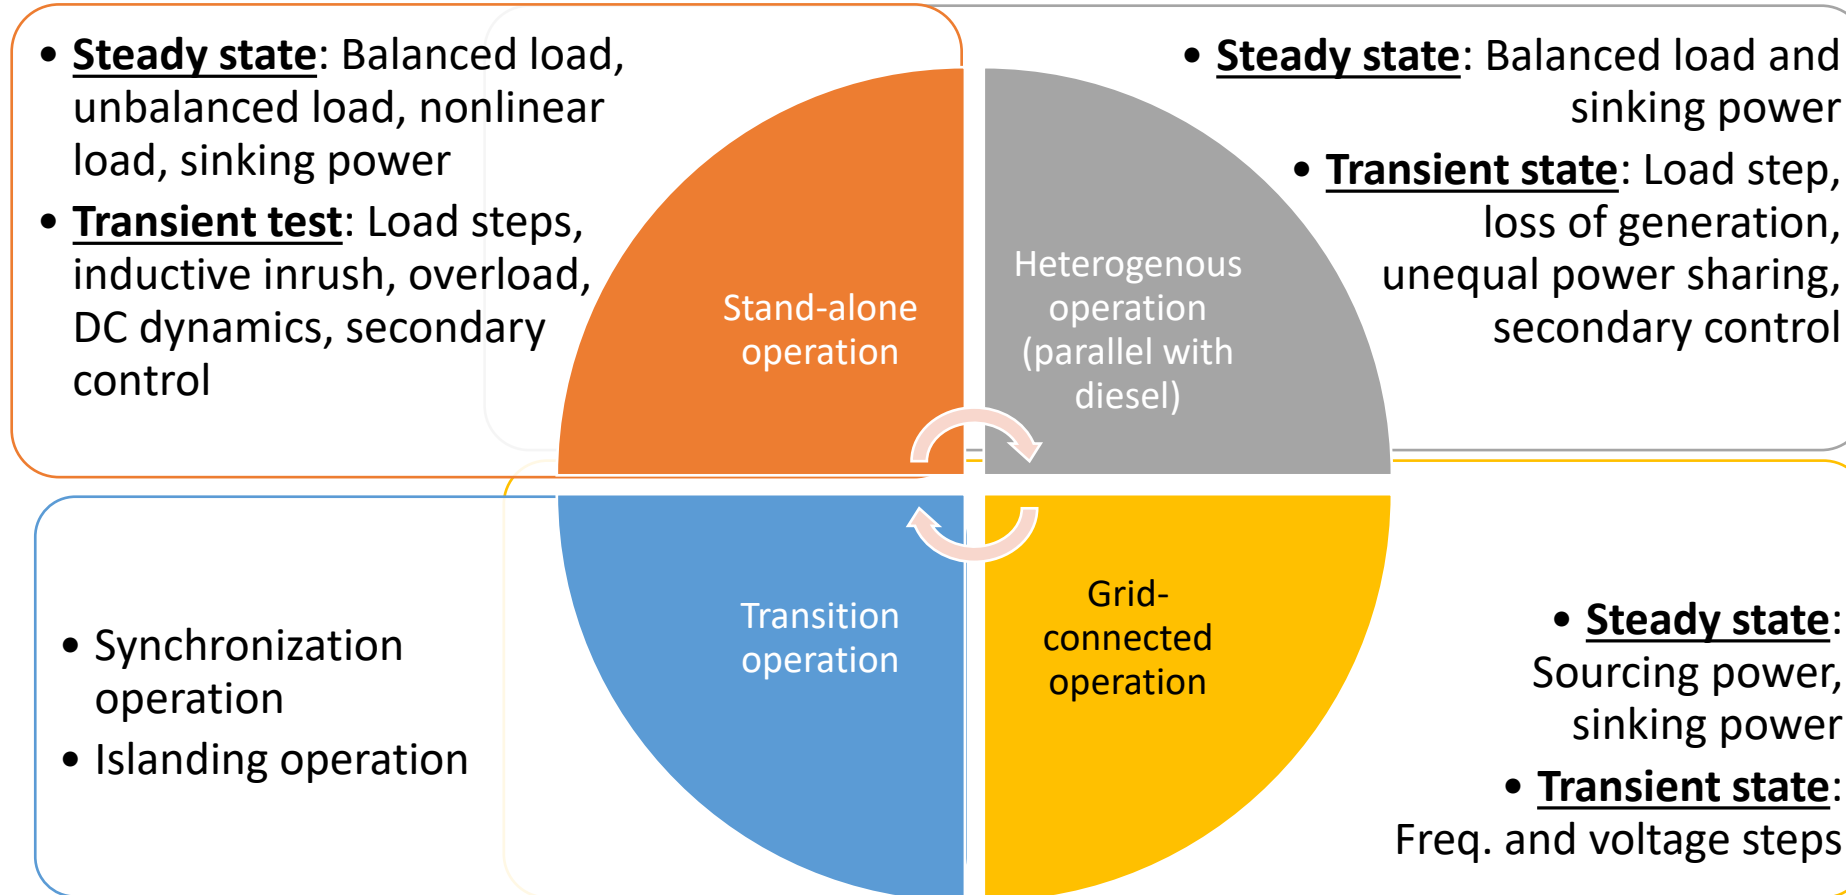 • Steady state: Balanced load,
unbalanced load, nonlinear
load, sinking power
• Transient test: Load steps,
inductive inrush, overload,
DC dynamics, secondary
control
Stand-alone
operation
• Steady state: Balanced load and
sinking power
• Transient state: Load step,
loss of generation,
unequal power sharing,
secondary control
Heterogenous
operation
(parallel with
diesel)
• Synchronization
operation
• Islanding operation
Transition
operation
Grid-
connected
operation
• Steady state:
Sourcing power,
sinking power
• Transient state:
Freq. and voltage steps